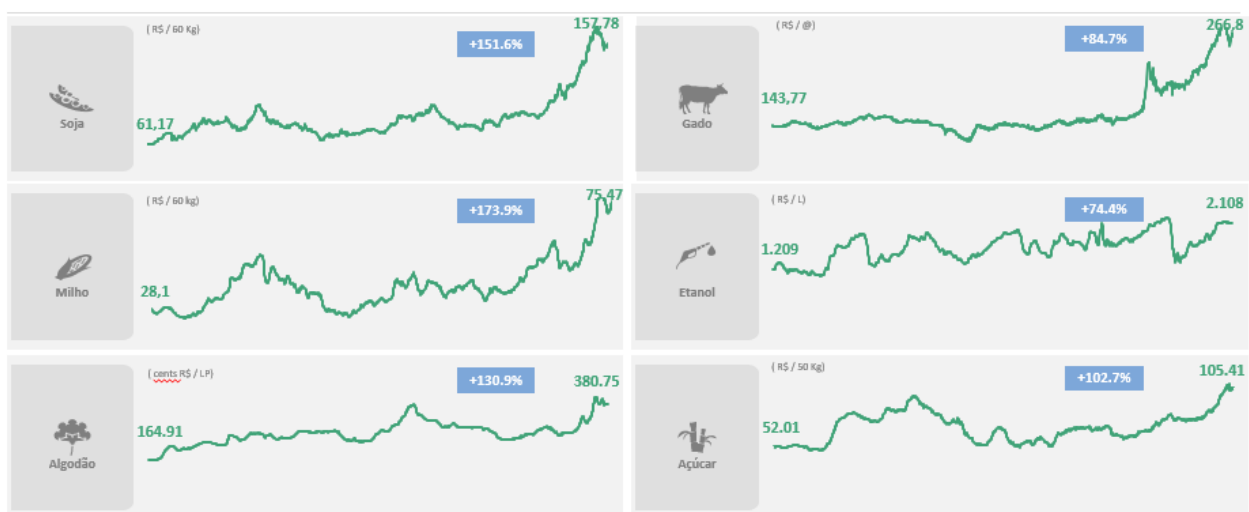 ( R$ / 60 Kg)
157,78
+151.6%
Soja
61,17
( R$ / @)
266,8
+84.7%
143,77
Gado
( R$ / 60 kg)
75,47
+173.9%
28,1
Milho
( R$ / L)
2.108
+74.4%
1.209
Etanol
( cents R$ / LP)
380.75
+130.9%
164.91
Algodão
( R$ / 50 Kg)
105.41
+102.7%
52.01
Açúcar